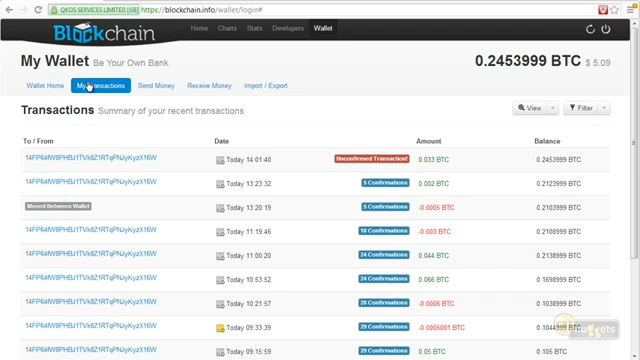 QKOS SERVICES LIMITED [GB] https://blockchain.info/wallet/login#
Blockchain Home Charts Stats Developers Wallet
My Wallet Be Your Own Bank. 0.2453999 BTC $ 5.09
Wallet Home My Transactions Send Money Receive Money Import / Export
Transactions Summary of your recent transactions View Filter
To / From Date Amount Balance
Today 14:01:40 Unconfirmed Transaction! 0.033 BTC 0.2453999 BTC
Today 13:23:32 5 Confirmations 0.002 BTC 0.2123999 BTC
Moved Between Wallet Today 13:20:19 5 Confirmations -0.0005 BTC 0.2103999 BTC
Today 11:19:46 18 Confirmations -0.003 BTC 0.2108999 BTC
Today 11:00:20 24 Confirmations 0.044 BTC 0.2138999 BTC
Today 10:53:52 24 Confirmations 0.066 BTC 0.1698999 BTC
Today 10:21:57 28 Confirmations -0.0006 BTC 0.1038999 BTC
Today 09:33:39 29 Confirmations -0.0005001 BTC 0.1044999 BTC
Today 09:15:59 29 Confirmations 0.05 BTC 0.105 BTC